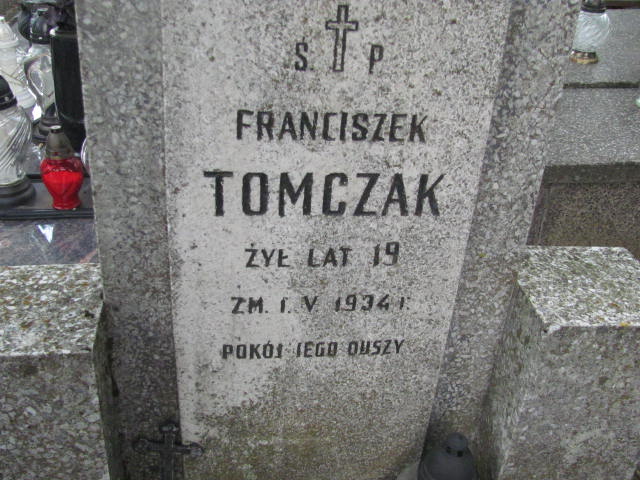 Ś P
FRANCISZEK
TOMCZAK
ŻYŁ LAT 19
ZM. 1. V 1934 r.
POKÓJ JEGO DUSZY